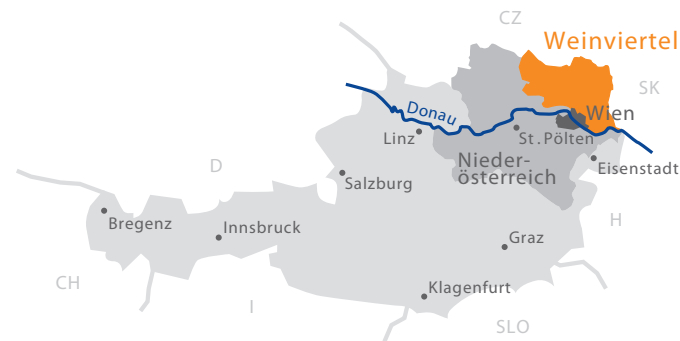 CZ
Weinviertel
SK
Donau
Wien
Linz
St. Pölten
Nieder-
österreich
Eisenstadt
D
Salzburg
H
Bregenz
Innsbruck
Graz
CH
Klagenfurt
I
SLO